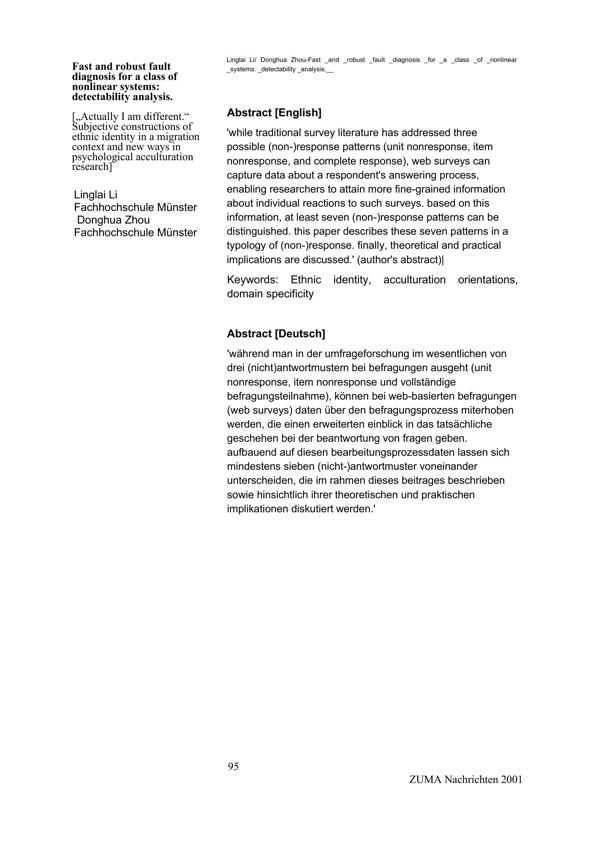 Fast and robust fault
diagnosis for a class of
nonlinear systems:
detectability analysis.
[„Actually I am different.“
Subjective constructions of
ethnic identity in a migration
context and new ways in
psychological acculturation
research]
Linglai Li
Fachhochschule Münster
Donghua Zhou
Fachhochschule Münster
Linglai Li/ Donghua Zhou-Fast _and _robust _fault _diagnosis _for _a _class _of _nonlinear
_systems: _detectability _analysis.__
Abstract [English]
'while traditional survey literature has addressed three
possible (non-)response patterns (unit nonresponse, item
nonresponse, and complete response), web surveys can
capture data about a respondent's answering process,
enabling researchers to attain more fine-grained information
about individual reactions to such surveys. based on this
information, at least seven (non-)response patterns can be
distinguished. this paper describes these seven patterns in a
typology of (non-)response. finally, theoretical and practical
implications are discussed.' (author's abstract)|
Keywords: Ethnic identity, acculturation orientations,
domain specificity
Abstract [Deutsch]
'während man in der umfrageforschung im wesentlichen von
drei (nicht)antwortmustern bei befragungen ausgeht (unit
nonresponse, item nonresponse und vollständige
befragungsteilnahme), können bei web-basierten befragungen
(web surveys) daten über den befragungsprozess miterhoben
werden, die einen erweiterten einblick in das tatsächliche
geschehen bei der beantwortung von fragen geben.
aufbauend auf diesen bearbeitungsprozessdaten lassen sich
mindestens sieben (nicht-)antwortmuster voneinander
unterscheiden, die im rahmen dieses beitrages beschrieben
sowie hinsichtlich ihrer theoretischen und praktischen
implikationen diskutiert werden.'
95
ZUMA Nachrichten 2001